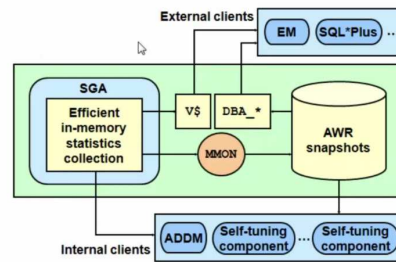 External clients
EM
SQL*Plus
...
SGA
Efficient
in-memory
statistics
collection
V$
DBA_*
AWR
snapshots
MMON
Internal clients
ADDM
Self-tuning
component
...
Self-tuning
component